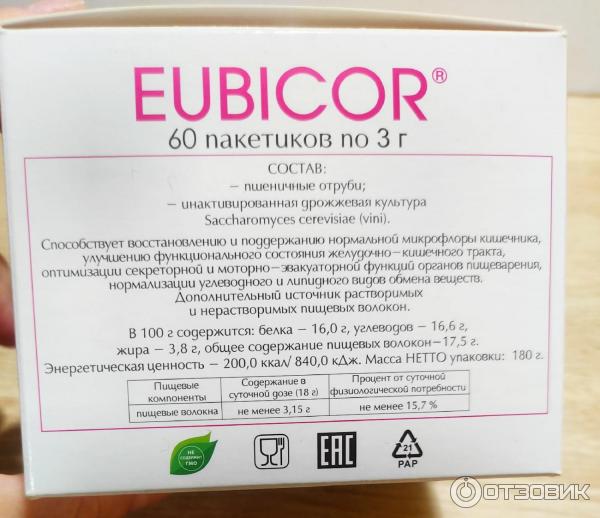 EUBICOR®
60 пакетиков по 3 г
СОСТАВ:
– пшеничные отруби;
– инактивированная дрожжевая культура
Saccharomyces cerevisiae (vini).
Способствует восстановлению и поддержанию нормальной микрофлоры кишечника,
улучшению функционального состояния желудочно–кишечного тракта,
оптимизации секреторной и моторно–эвакуаторной функций органов пищеварения,
нормализации углеводного и липидного видов обмена веществ.
Дополнительный источник растворимых
и нерастворимых пищевых волокон.
В 100 г содержится: белка – 16,0 г, углеводов – 16,6 г,
жира – 3,8 г, общее содержание пищевых волокон–17,5 г.
Энергетическая ценность – 200,0 ккал/ 840,0 кДж. Масса НЕТТО упаковки: 180 г.
Пищевые компоненты Содержание в суточной дозе (18 г) Процент от суточной физиологической потребности
пищевые волокна не менее 3,15 г не менее 15,7 %
НЕ СОДЕРЖИТ ГМО
EAC
21
PAP
ОТЗОВИК